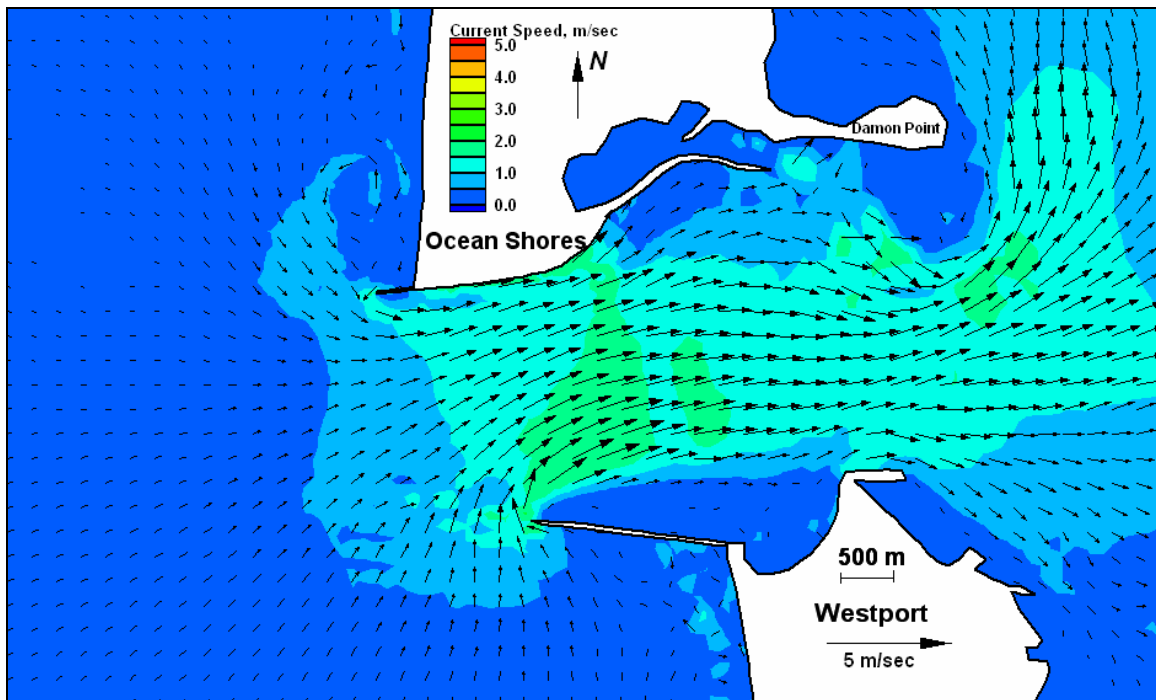 Current Speed, m/sec
5.0
4.0
3.0
2.0
1.0
0.0
N
Damon Point
Ocean Shores
500 m
Westport
5 m/sec